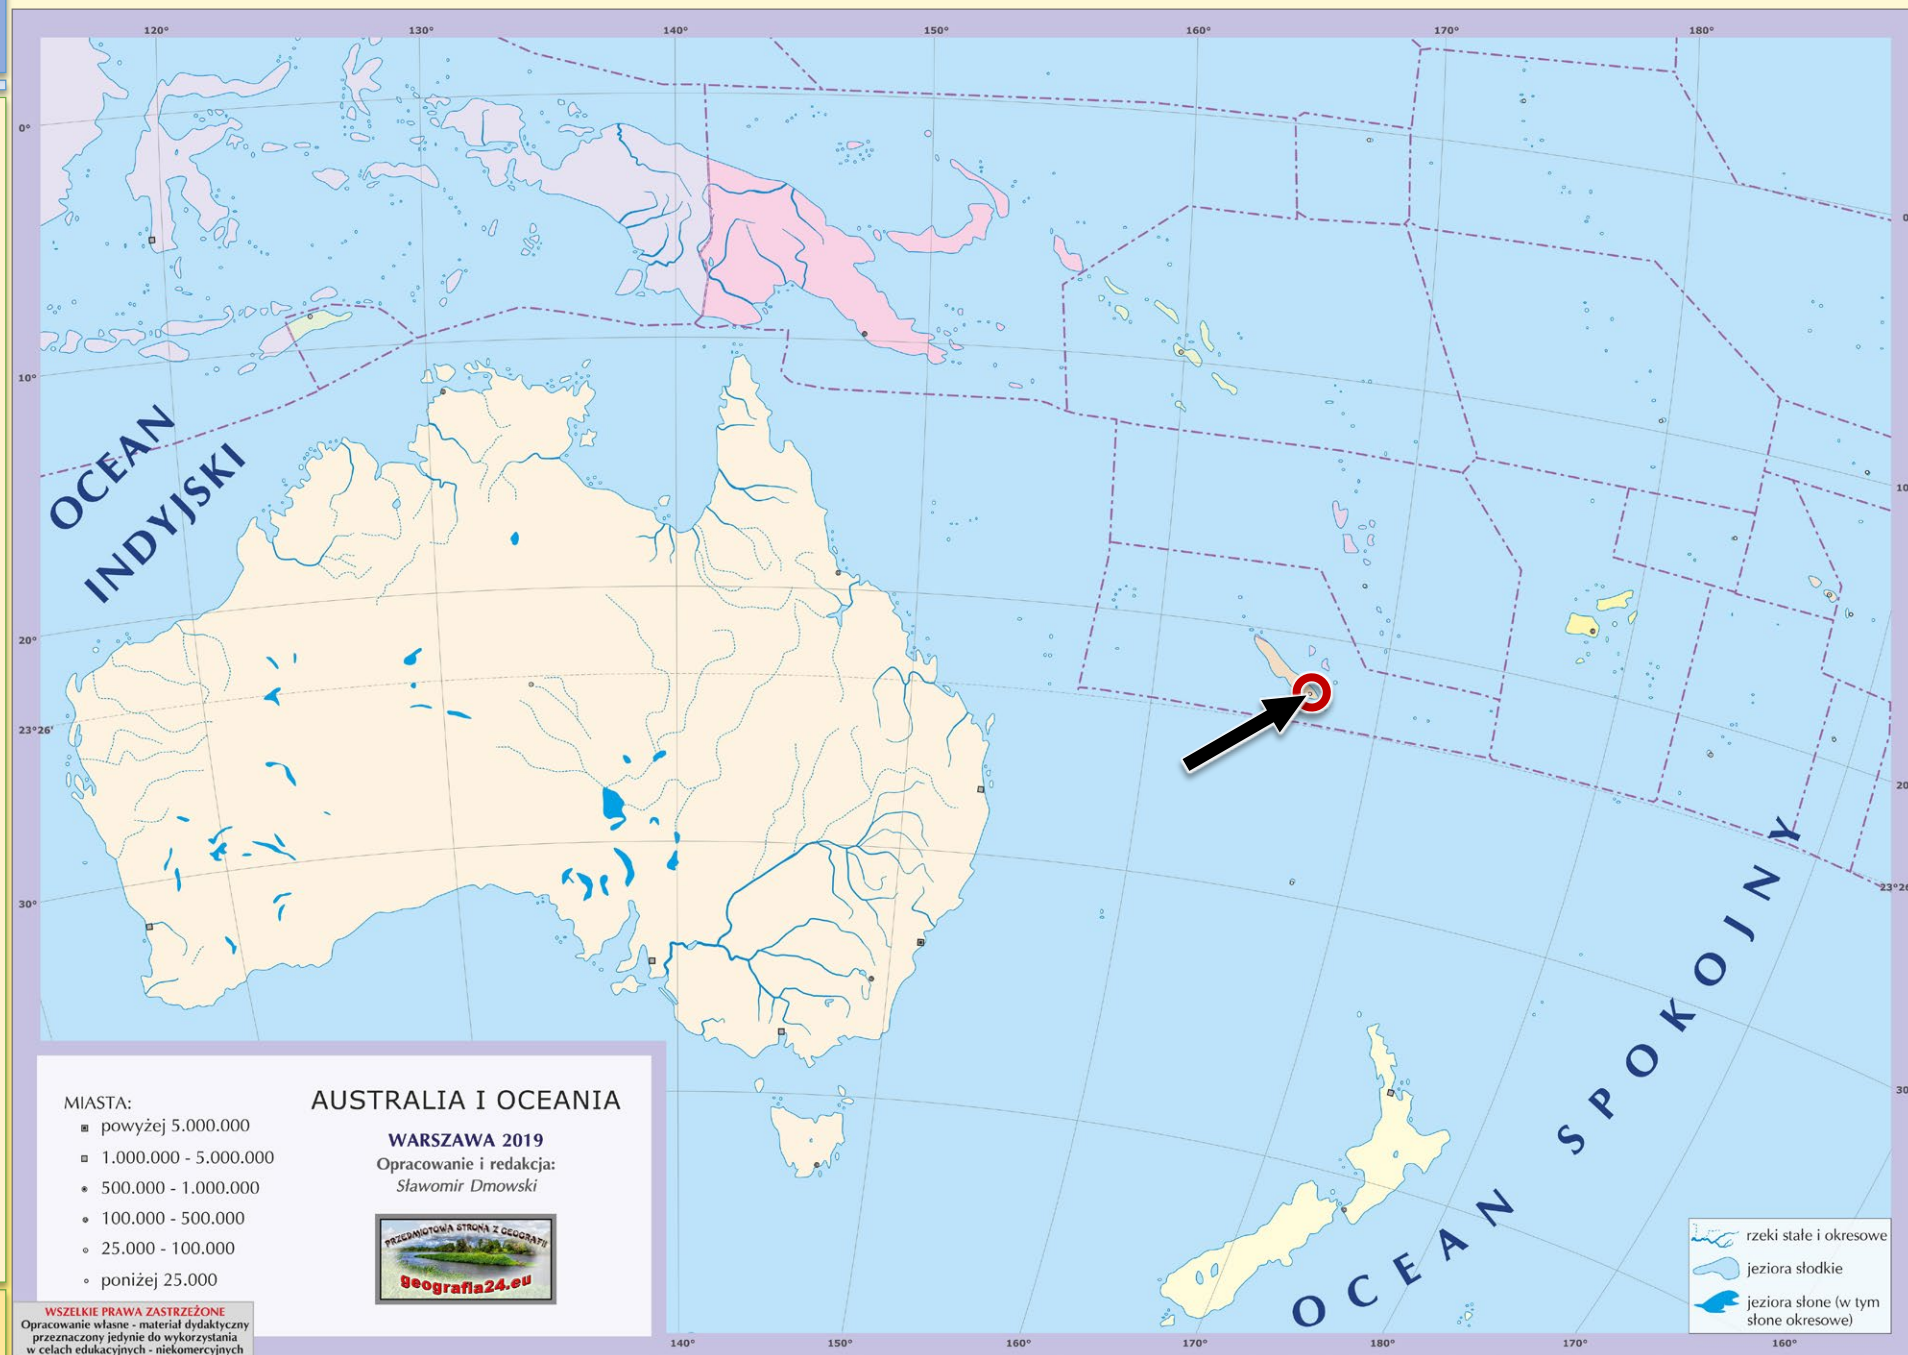 120°
130°
140°
150°
160°
170°
180°
0°
10°
20°
23°26'
30°
OCEAN
INDYJSKI
OCEAN SPOKOJNY
MIASTA:
powyżej 5.000.000
1.000.000 - 5.000.000
500.000 - 1.000.000
100.000 - 500.000
25.000 - 100.000
poniżej 25.000
AUSTRALIA I OCEANIA
WARSZAWA 2019
Opracowanie i redakcja:
Sławomir Dmowski
PRZEDMIOTOWA STRONA Z GEOGRAFII
geografia24.eu
WSZELKIE PRAWA ZASTRZEŻONE
Opracowanie własne - materiał dydaktyczny
przeznaczony jedynie do wykorzystania
w celach edukacyjnych - niekomercyjnych
rzeki stałe i okresowe
jeziora słodkie
jeziora słone (w tym
słone okresowe)
140°
150°
160°
170°
180°
170°
160°